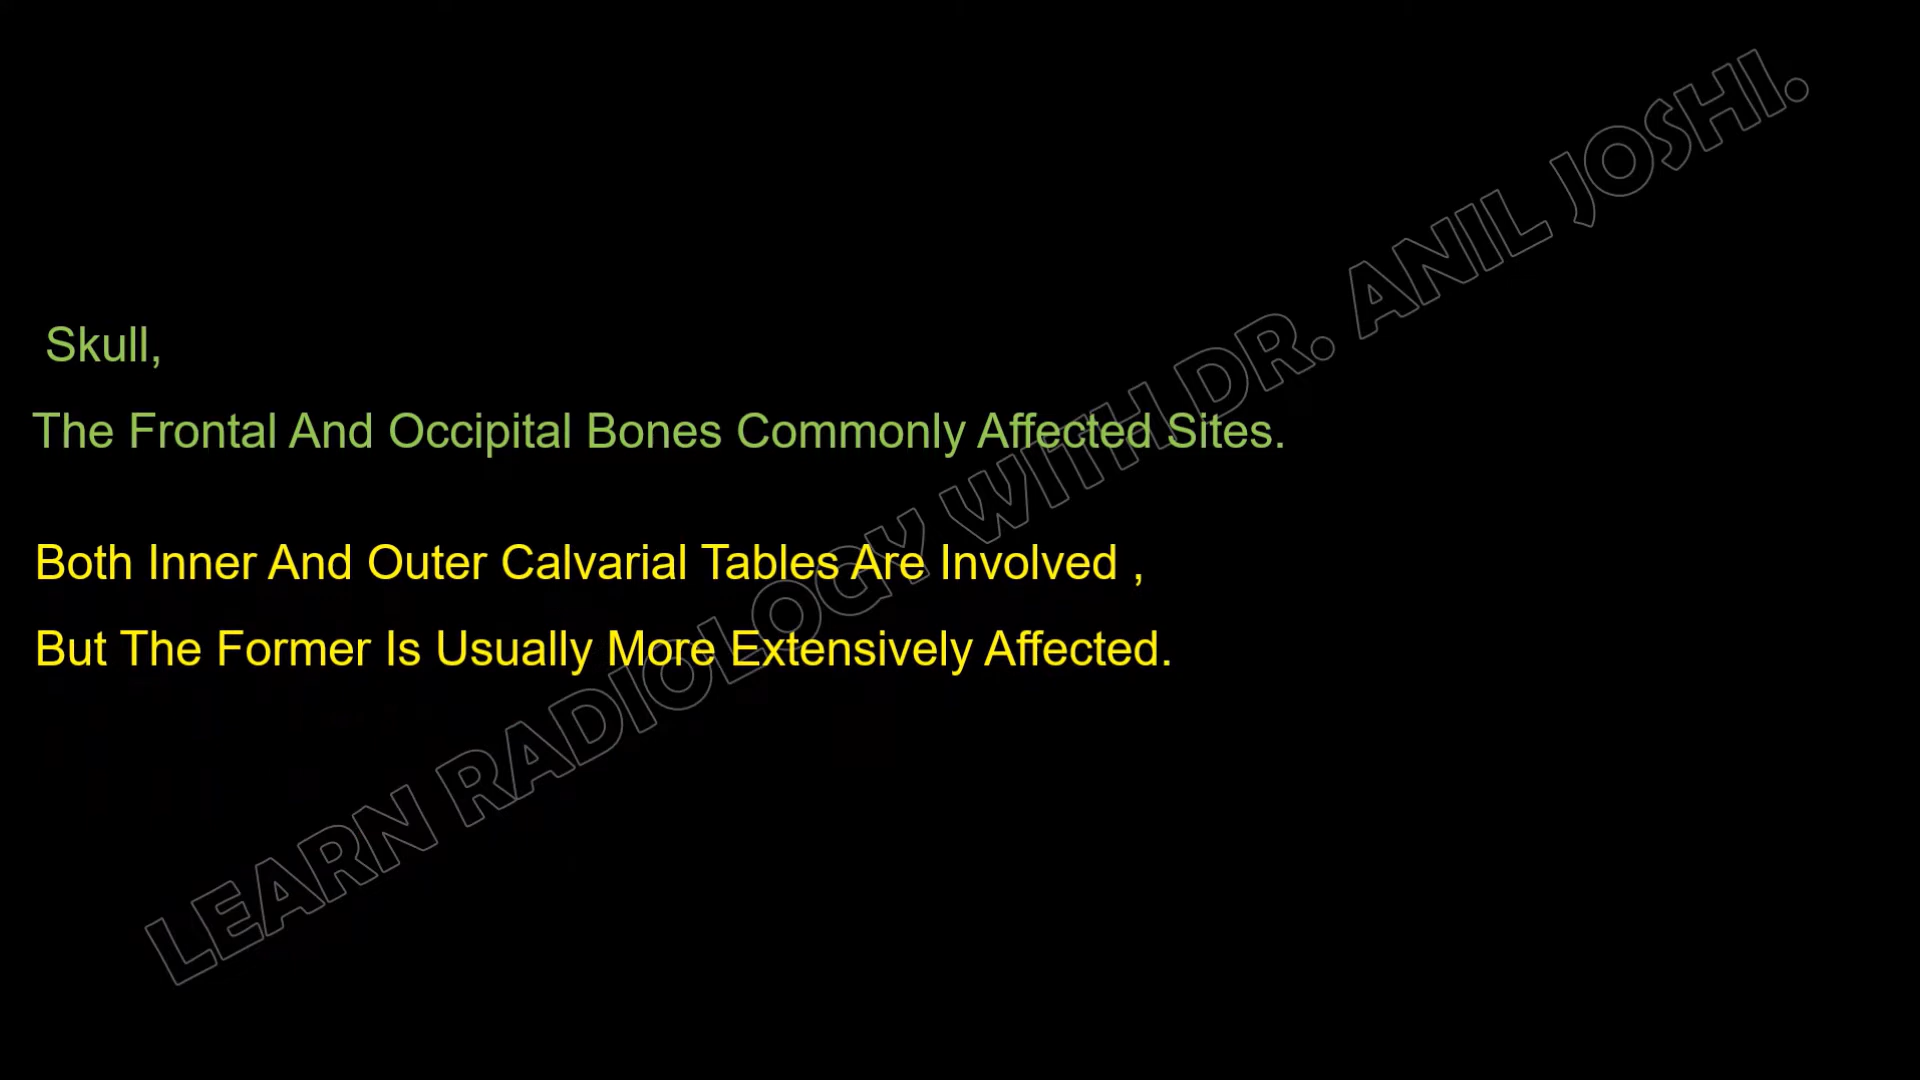 Skull,
The Frontal And Occipital Bones Commonly Affected Sites.
Both Inner And Outer Calvarial Tables Are Involved ,
But The Former Is Usually More Extensively Affected.
LEARN RADIOLOGY WITH DR. ANIL JOSHI.